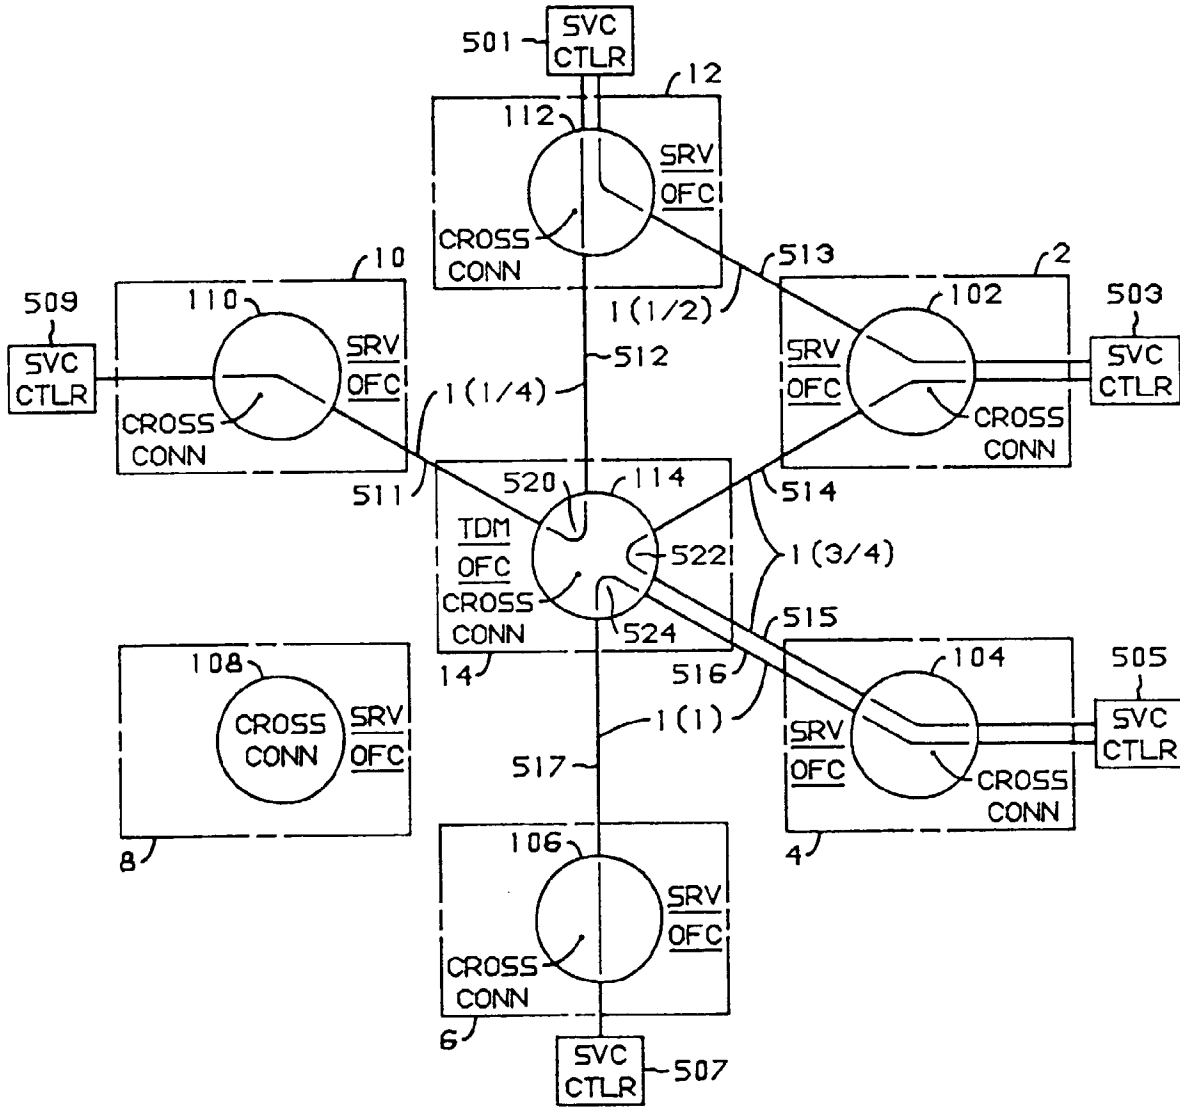 501
SVC
CTLR
12
112
SRV
OFC
CROSS
CONN
10
110
509
SVC
CTLR
SRV
OFC
CROSS
CONN
513
1(1/2)
2
102
503
SRV
OFC
SVC
CTLR
CROSS
CONN
512
1(1/4)
511
520
114
514
TDM
OFC
CROSS
CONN
522
524
1(3/4)
515
516
14
108
CROSS
CONN
SRV
OFC
8
104
505
SRV
OFC
SVC
CTLR
CROSS
CONN
4
1(1)
517
106
SRV
OFC
CROSS
CONN
6
SVC
CTLR
507